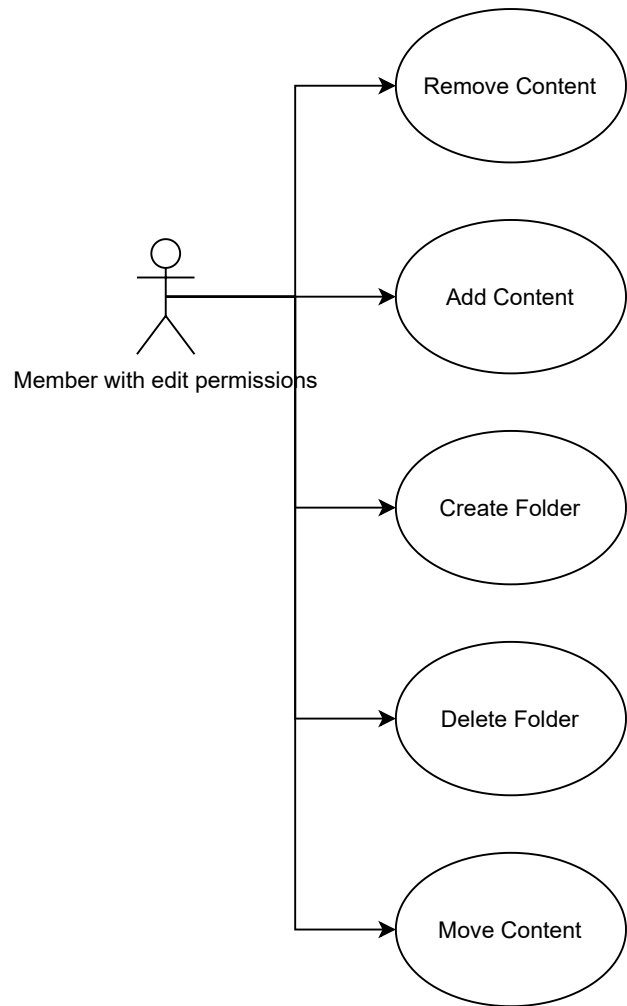 Remove Content
Add Content
Member with edit permissions
Create Folder
Delete Folder
Move Content